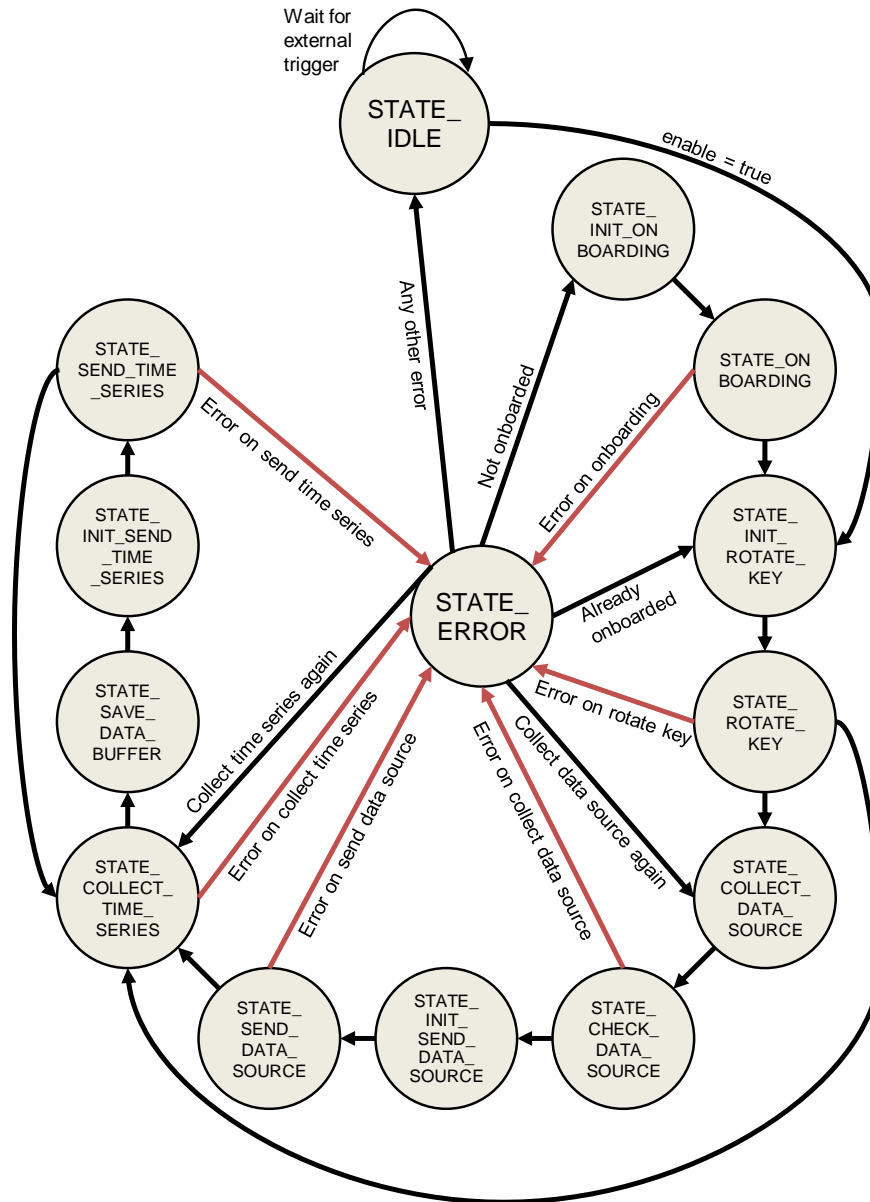 Wait for
external
trigger
STATE_
IDLE
enable = true
STATE_
INIT_ON
BOARDING
Any other error
Not onboarded
STATE_ON
BOARDING
Error on onboarding
STATE_
SEND_TIME
_SERIES
Error on send time series
STATE_
INIT_SEND
_TIME
_SERIES
STATE_
INIT_
ROTATE_
KEY
STATE_
ERROR
Already
onboarded
STATE_
SAVE_
DATA_
BUFFER
Error on rotate key
STATE_
ROTATE_
KEY
Collect time series again
Error on collect time series
Error on send data source
Error on collect data source
Collect data source again
STATE_
COLLECT_
TIME_
SERIES
STATE_
COLLECT_
DATA_
SOURCE
STATE_
SEND_
DATA_
SOURCE
STATE_
INIT_
SEND_
DATA_
SOURCE
STATE_
CHECK_
DATA_
SOURCE